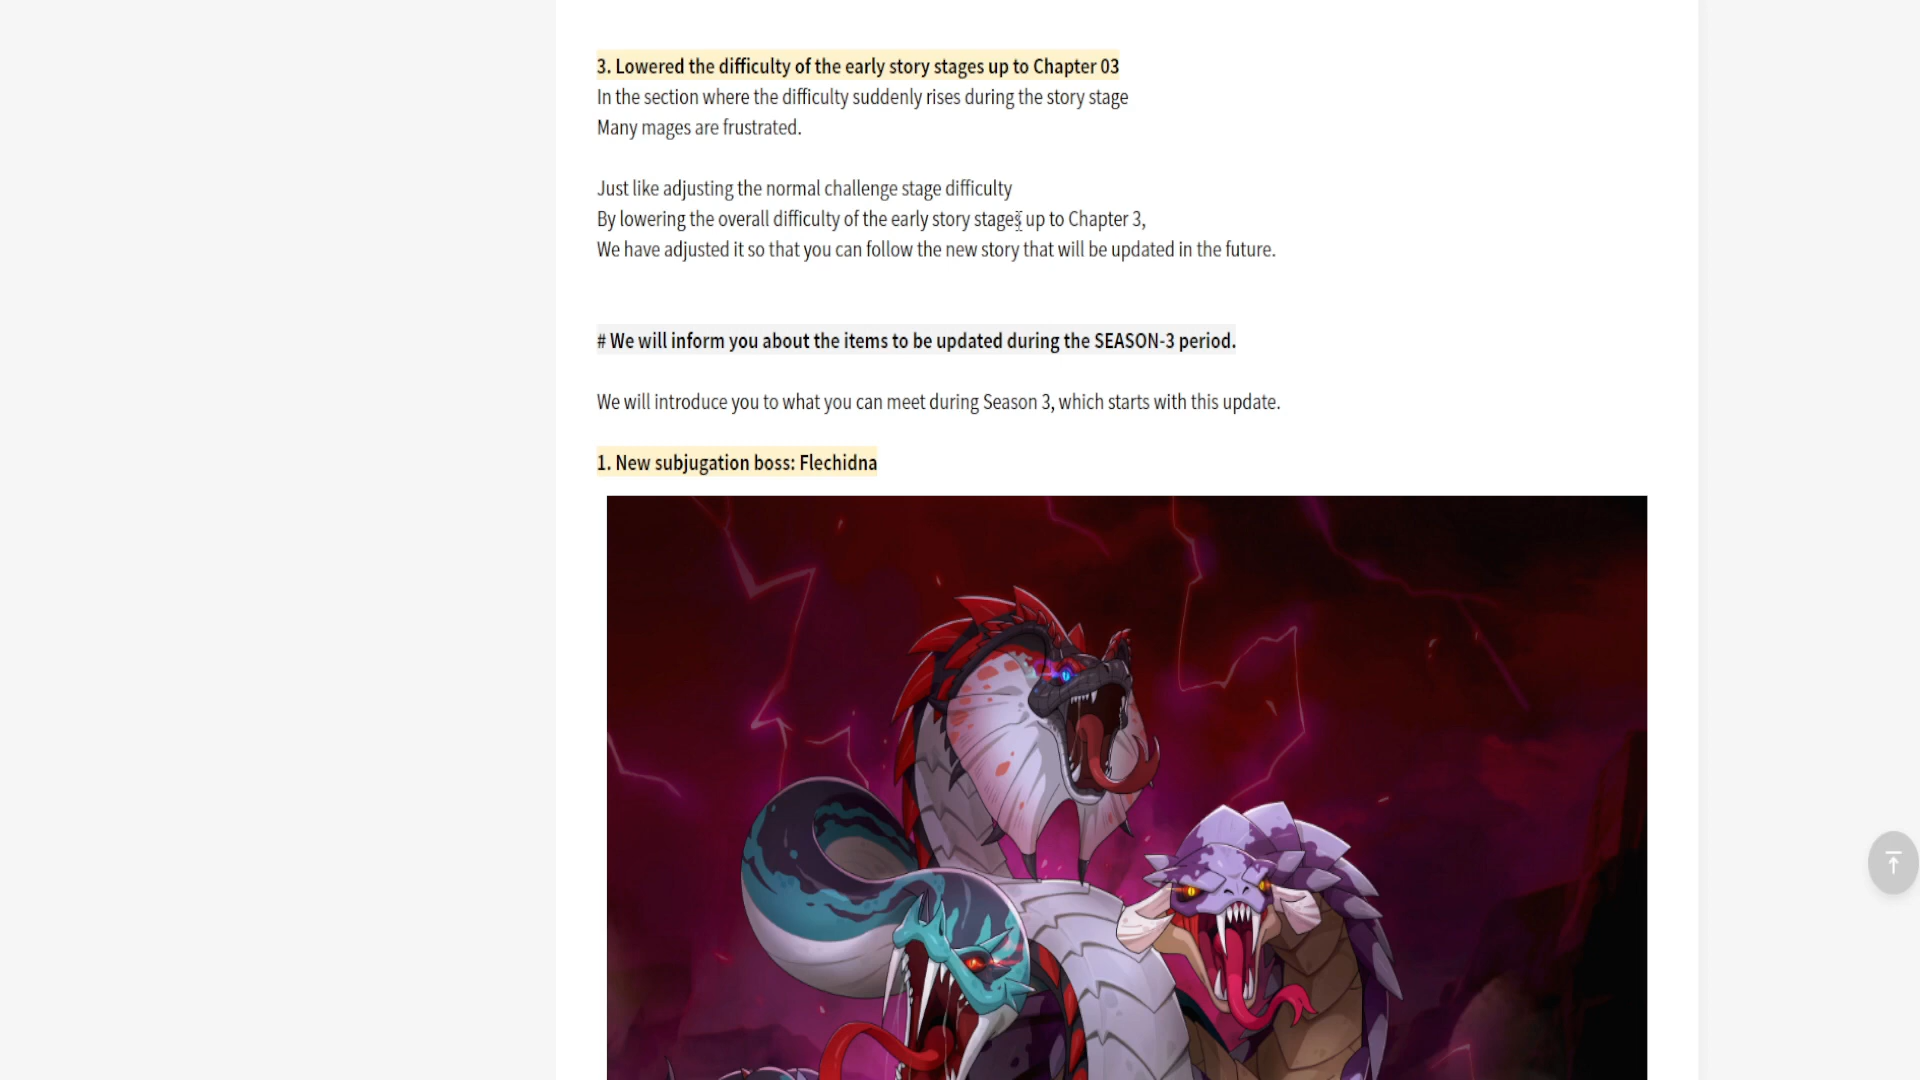 3. Lowered the difficulty of the early story stages up to Chapter 03
In the section where the difficulty suddenly rises during the story stage
Many mages are frustrated.
Just like adjusting the normal challenge stage difficulty
By lowering the overall difficulty of the early story stages up to Chapter 3,
We have adjusted it so that you can follow the new story that will be updated in the future.
# We will inform you about the items to be updated during the SEASON-3 period.
We will introduce you to what you can meet during Season 3, which starts with this update.
1. New subjugation boss: Flechidna